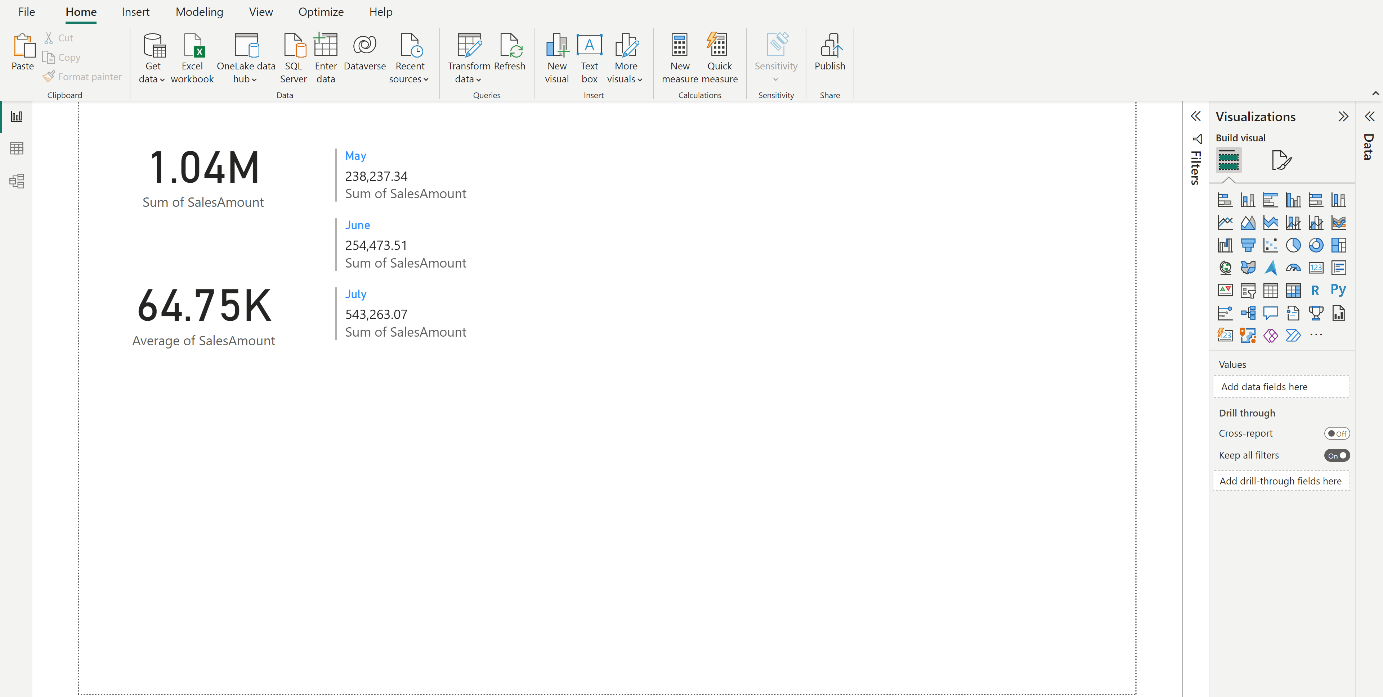 File Home Insert Modeling View Optimize Help
Paste
Cut
Copy
Format painter
Clipboard
Get data
Excel workbook
OneLake data hub
SQL Server
Enter data
Dataverse
Recent sources
Data
Transform data
Refresh
Queries
New visual
Text box
More visuals
Insert
New measure
Quick measure
Calculations
Sensitivity
Sensitivity
Publish
Share
1.04M
Sum of SalesAmount
64.75K
Average of SalesAmount
May
238,237.34
Sum of SalesAmount
June
254,473.51
Sum of SalesAmount
July
543,263.07
Sum of SalesAmount
Filters
Visualizations
Build visual
123
R
Py
123
Values
Add data fields here
Drill through
Cross-report
Off
Keep all filters
On
Add drill-through fields here
Data